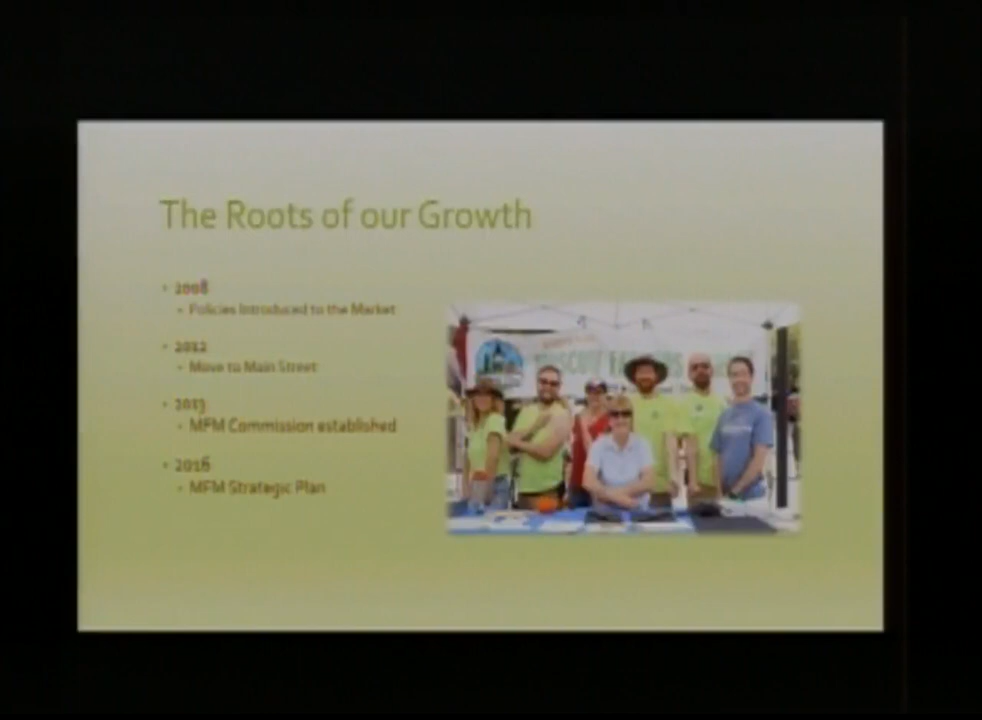 The Roots of our Growth
• 2008
- Policies Introduced to the Market
• 2012
- Move to Main Street
• 2013
- MFM Commission established
• 2016
- MFM Strategic Plan
FARMERS